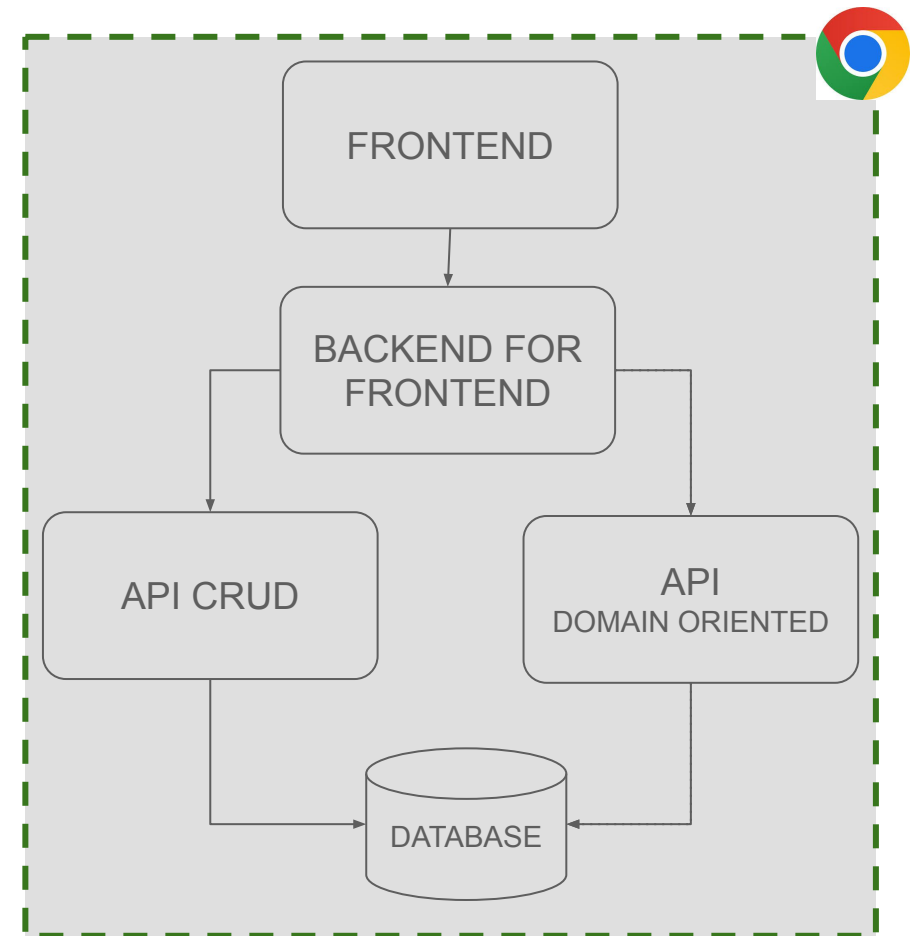 FRONTEND
BACKEND FOR
FRONTEND
API CRUD
API
DOMAIN ORIENTED
DATABASE